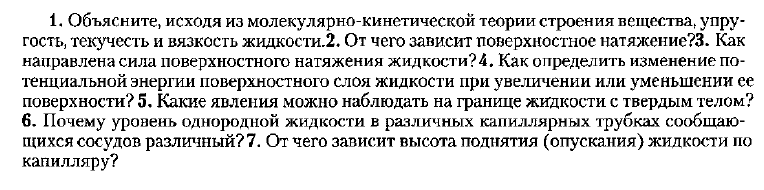 1. Объясните, исходя из молекулярно-кинетической теории строения вещества, упру-
гость, текучесть и вязкость жидкости.2. От чего зависит поверхностное натяжение?3. Как
направлена сила поверхностного натяжения жидкости?4. Как определить изменение по-
тенциальной энергии поверхностного слоя жидкости при увеличении или уменьшении ее
поверхности? 5. Какие явления можно наблюдать на границе жидкости с твердым телом?
6. Почему уровень однородной жидкости в различных капиллярных трубках сообщаю-
щихся сосудов различный?7. От чего зависит высота поднятия (опускания) жидкости по
капилляру?